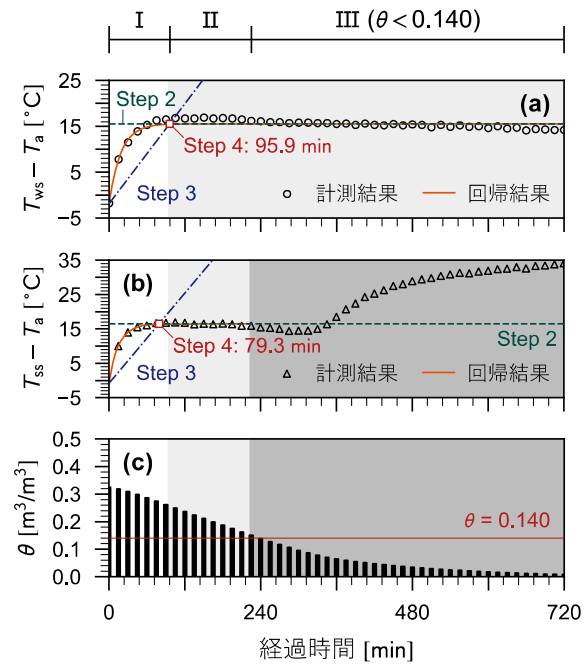 I II III (θ < 0.140)
25
15
5
−5
T_ws − T_a [°C]
(a)
Step 2
Step 4: 95.9 min
Step 3
計測結果 回帰結果
35
25
15
5
−5
T_ss − T_a [°C]
(b)
Step 4: 79.3 min
Step 2
Step 3
計測結果 回帰結果
0.5
0.4
0.3
0.2
0.1
0.0
θ [m³/m³]
(c)
θ = 0.140
0 240 480 720
経過時間 [min]